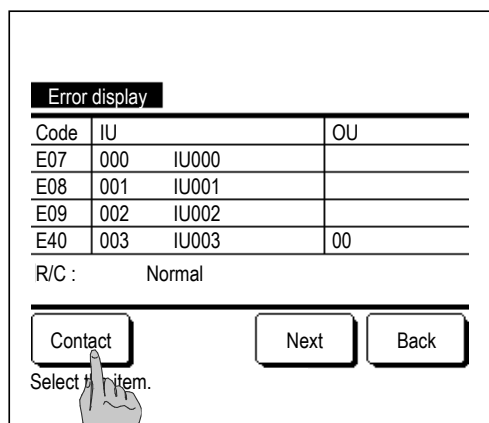 Error display
Code IU OU
E07 000 IU000
E08 001 IU001
E09 002 IU002
E40 003 IU003 00
R/C : Normal
Contact Next Back
Select the item.